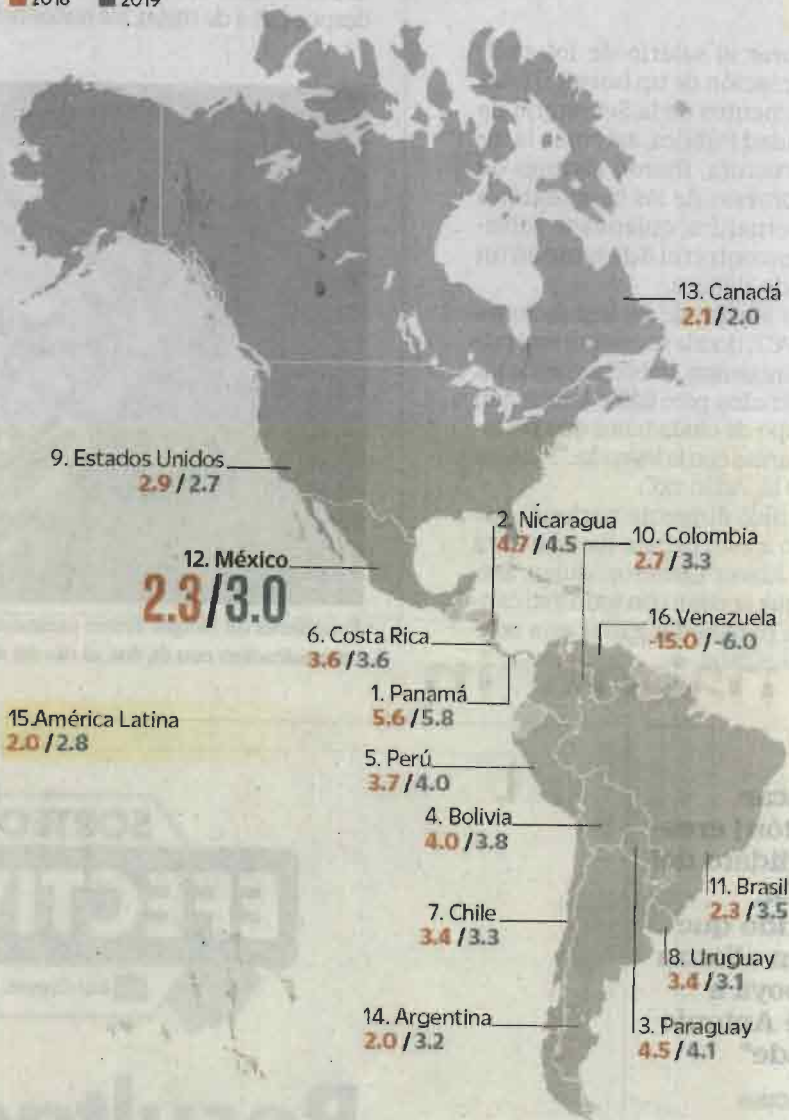 2018 2019
13. Canadá
2.1/2.0
9. Estados Unidos
2.9/2.7
2. Nicaragua
4.7/4.5
10. Colombia
2.7/3.3
12. México
2.3/3.0
16.Venezuela
-15.0/-6.0
6. Costa Rica
3.6/3.6
1. Panamá
5.6/5.8
15.América Latina
2.0/2.8
5. Perú
3.7/4.0
4. Bolivia
4.0/3.8
11. Brasil
2.3/3.5
7. Chile
3.4/3.3
8. Uruguay
3.4/3.1
14. Argentina
2.0/3.2
3. Paraguay
4.5/4.1